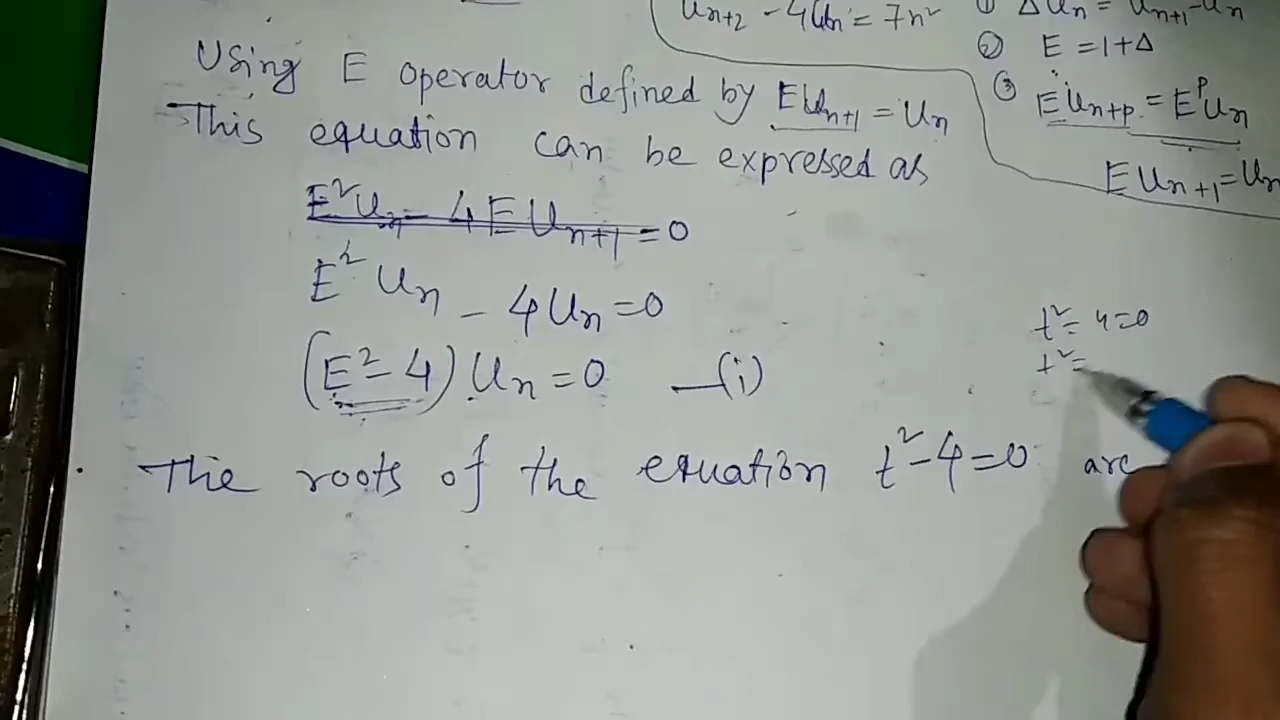 Uₙ₊₂ - 4Uₙ = 7n²
① ΔUₙ = Uₙ₊₁ - Uₙ
② E = 1+Δ
③ EUₙ₊ₚ = EᵖUₙ
EUₙ₊₁ = Uₙ
Using E operator defined by EUₙ₊₁ = Uₙ
This equation can be expressed as
E²Uₙ - 4EUₙ₊₁ = 0
E² Uₙ - 4Uₙ = 0
(E² - 4) Uₙ = 0 —(i)
t² - 4 = 0
t² =
The roots of the equation t² - 4 = 0 are